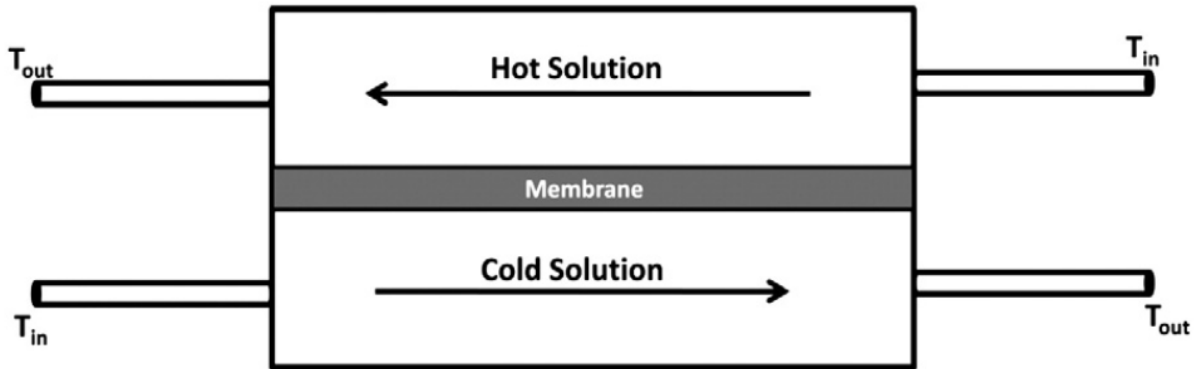 T_out
Hot Solution
T_in
Membrane
Cold Solution
T_in
T_out